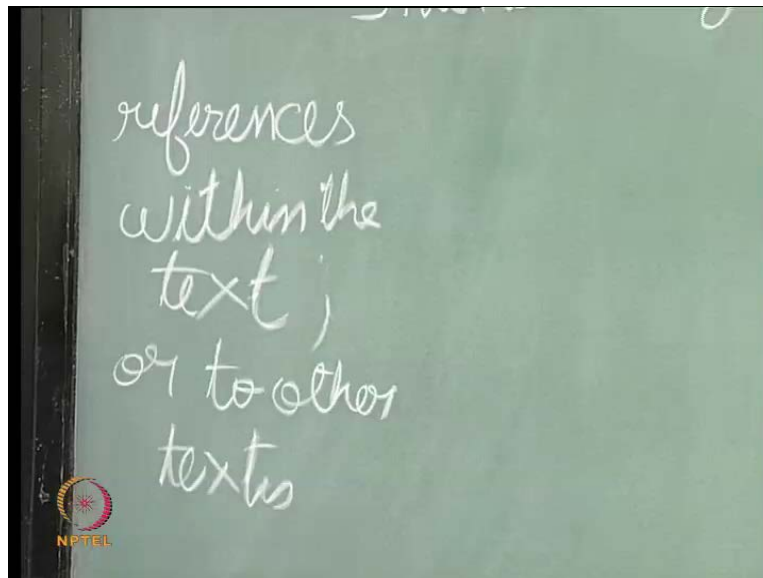 references
within the
text ;
or to other
texts
NPTEL